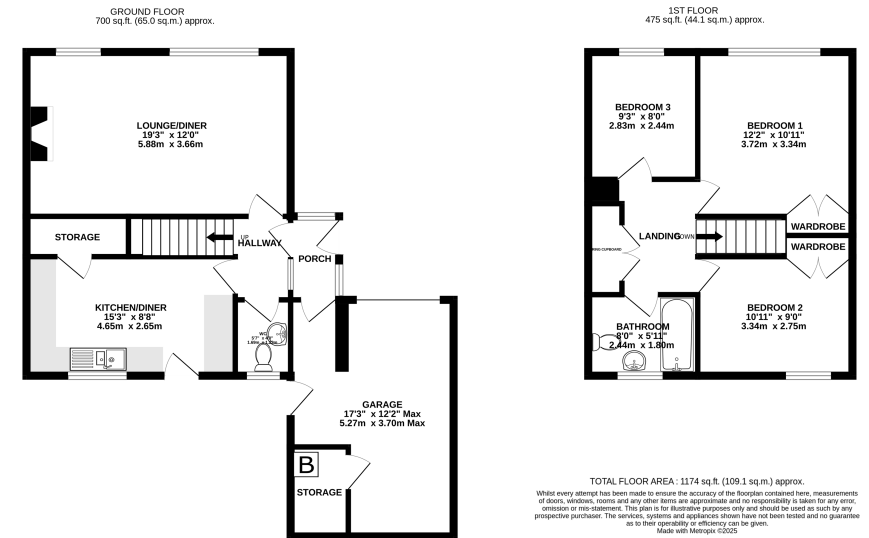 GROUND FLOOR
700 sq.ft. (65.0 sq.m.) approx.
LOUNGE/DINER
19'3" x 12'0"
5.88m x 3.66m
STORAGE
UP
HALLWAY
PORCH
KITCHEN/DINER
15'3" x 8'8"
4.65m x 2.65m
WC
GARAGE
17'3" x 12'2" Max
5.27m x 3.70m Max
B
STORAGE
1ST FLOOR
475 sq.ft. (44.1 sq.m.) approx.
BEDROOM 3
9'3" x 8'0"
2.83m x 2.44m
BEDROOM 1
12'2" x 10'11"
3.72m x 3.34m
WARDROBE
WARDROBE
LANDING
DOWN
CUPBOARD
BEDROOM 2
10'11" x 9'0"
3.34m x 2.75m
BATHROOM
8'0" x 5'11"
2.44m x 1.80m
TOTAL FLOOR AREA : 1174 sq.ft. (109.1 sq.m.) approx.
Whilst every attempt has been made to ensure the accuracy of the floorplan contained here, measurements
of doors, windows, rooms and any other items are approximate and no responsibility is taken for any error,
omission or mis-statement. This plan is for illustrative purposes only and should be used as such by any
prospective purchaser. The services, systems and appliances shown have not been tested and no guarantee
as to their operability or efficiency can be given.
Made with Metropix ©2025